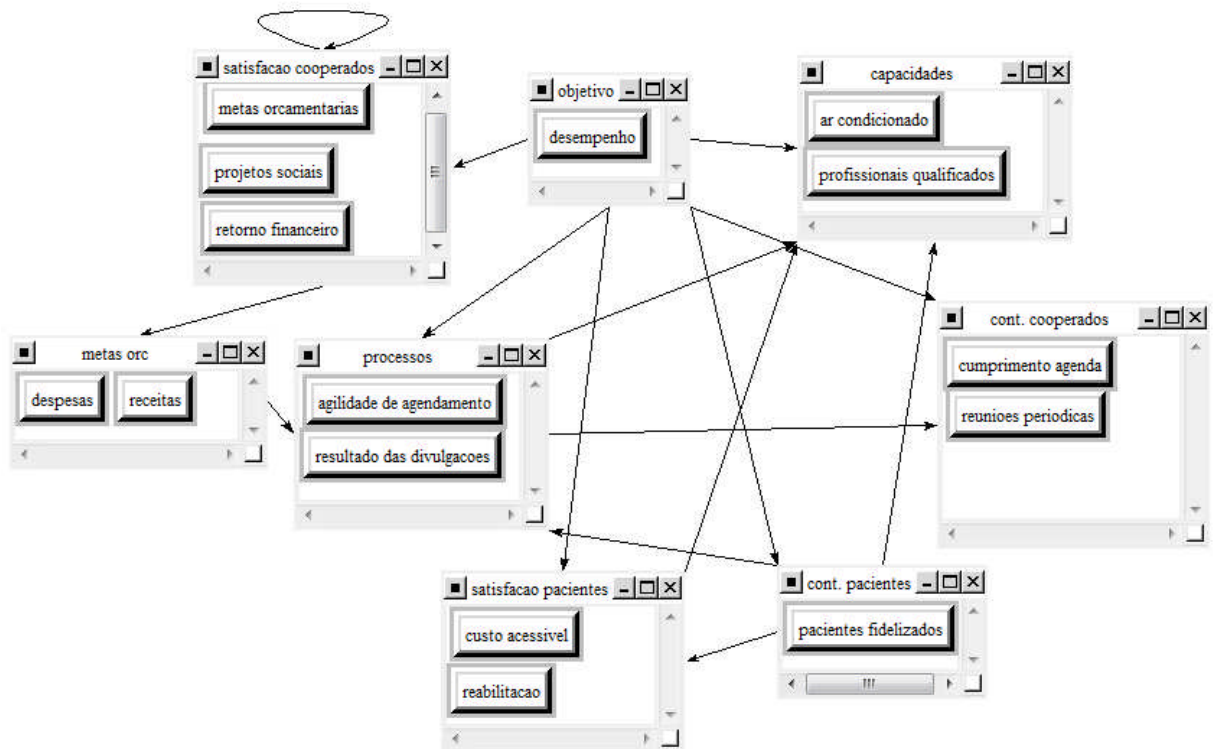 satisfacao cooperados
metas orcamentarias
projetos sociais
retorno financeiro
objetivo
desempenho
capacidades
ar condicionado
profissionais qualificados
metas orc
despesas
receitas
processos
agilidade de agendamento
resultado das divulgacoes
cont. cooperados
cumprimento agenda
reunioes periodicas
satisfacao pacientes
custo acessivel
reabilitacao
cont. pacientes
pacientes fidelizados